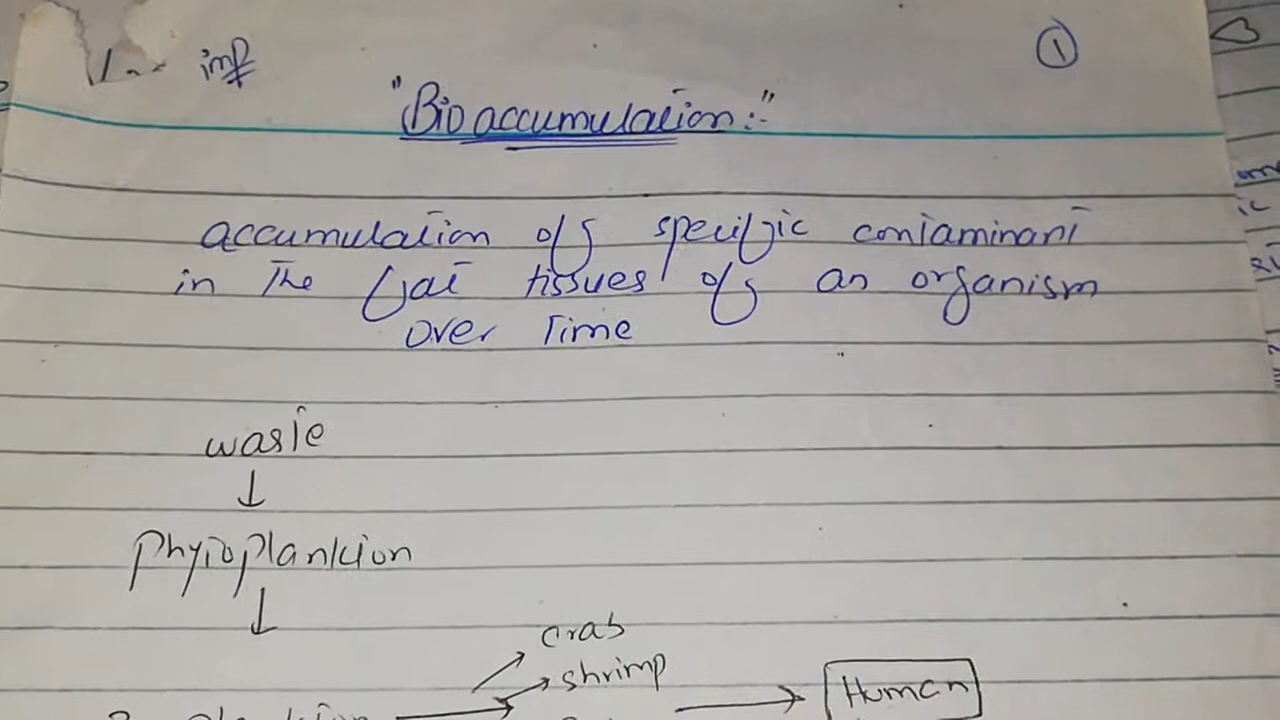 imp
①
"Bioaccumulation:-"
accumulation of specific contaminant
in the fat tissues of an organism
over Time
waste
↓
Phytoplankton
↓
crab
shrimp
Human